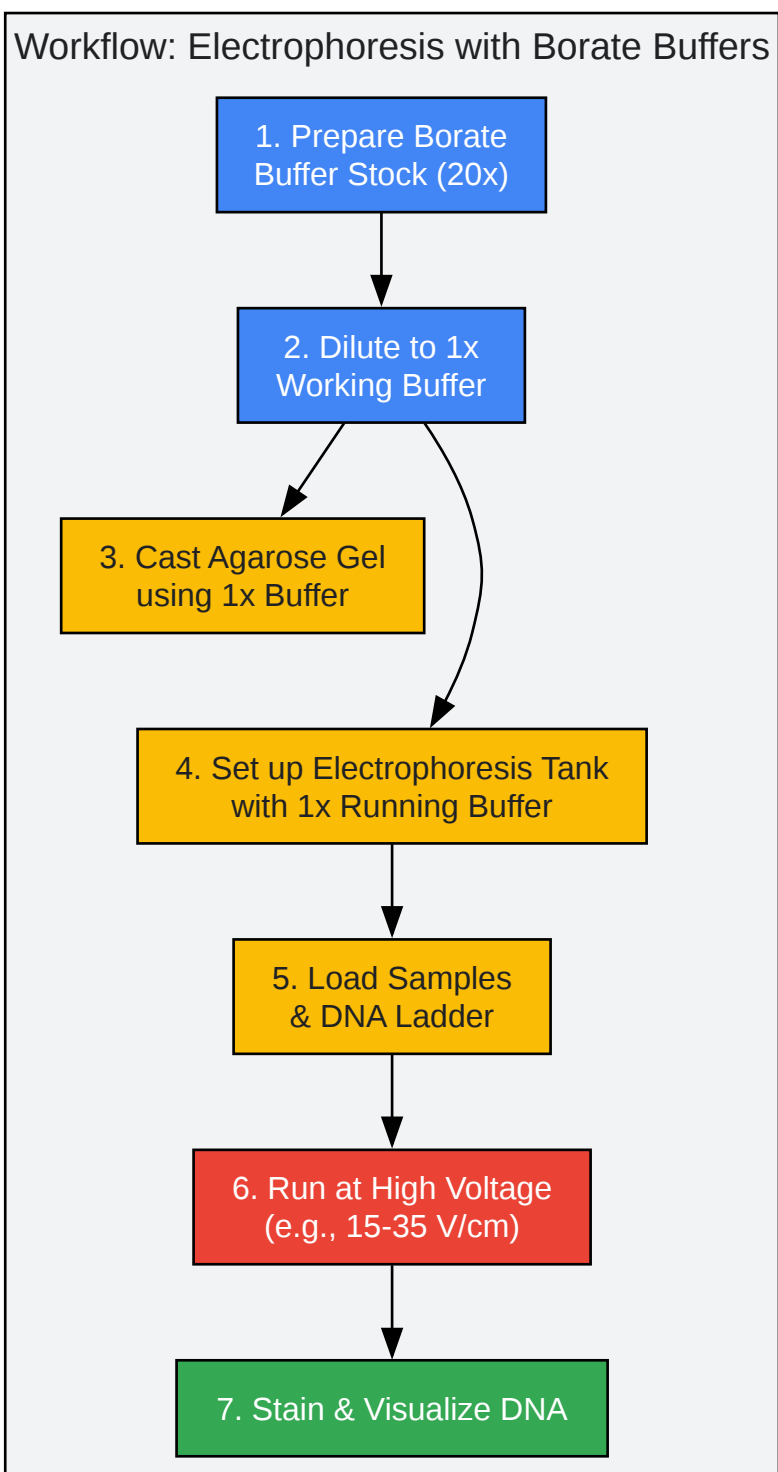 Workflow: Electrophoresis with Borate Buffers
1. Prepare Borate
Buffer Stock (20x)
2. Dilute to 1x
Working Buffer
3. Cast Agarose Gel
using 1x Buffer
4. Set up Electrophoresis Tank
with 1x Running Buffer
5. Load Samples
& DNA Ladder
6. Run at High Voltage
(e.g., 15-35 V/cm)
7. Stain & Visualize DNA